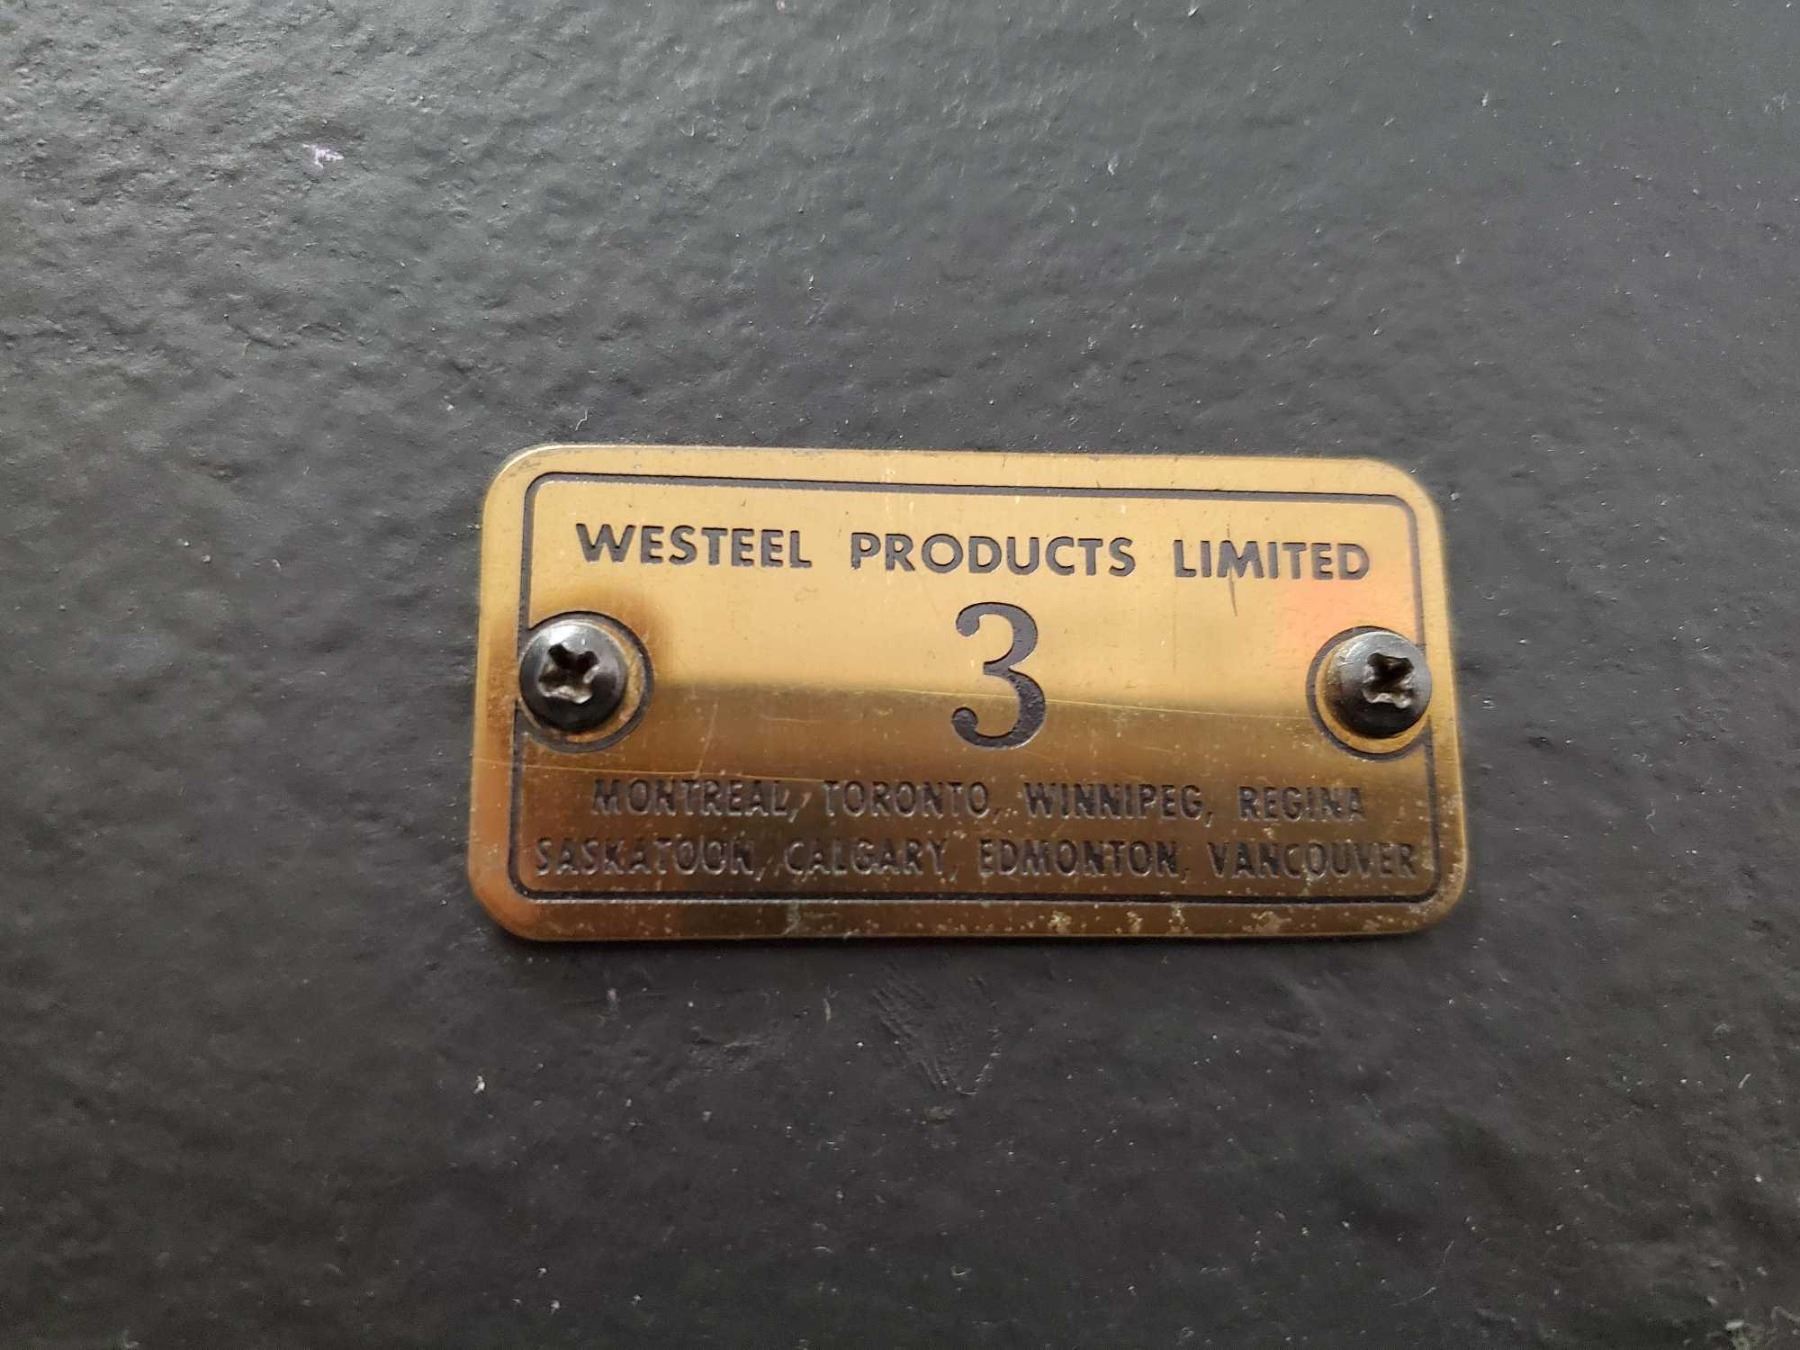 WESTEEL PRODUCTS LIMITED
3
MONTREAL, TORONTO, WINNIPEG, REGINA
SASKATOON, CALGARY, EDMONTON, VANCOUVER